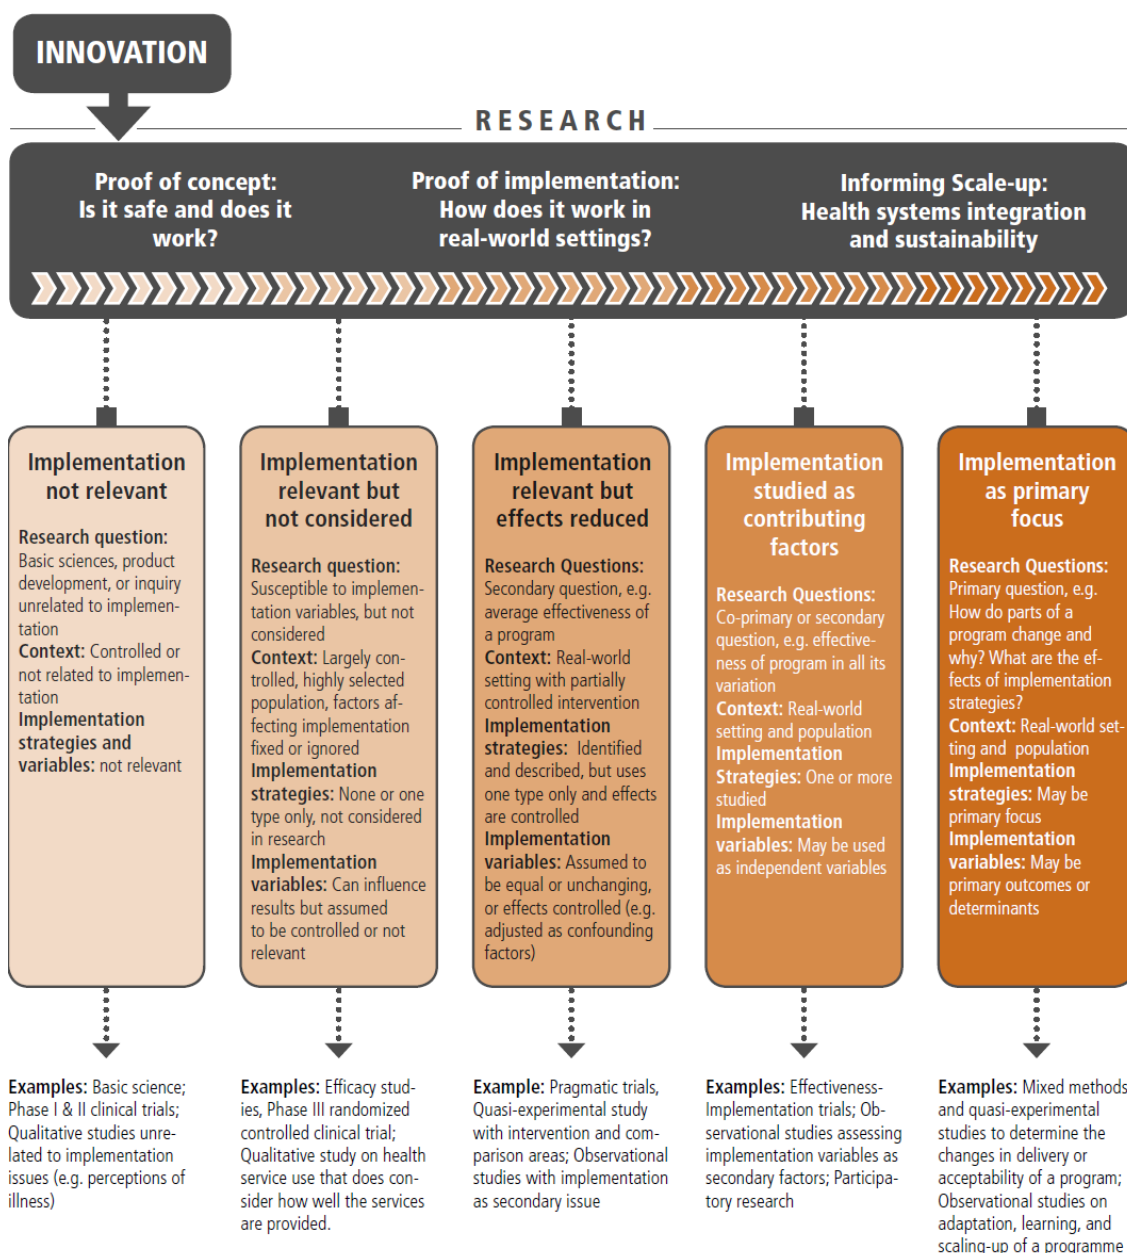 INNOVATION
RESEARCH
Proof of concept:
Is it safe and does it
work?
Proof of implementation:
How does it work in
real-world settings?
Informing Scale-up:
Health systems integration
and sustainability
Implementation
not relevant
Research question:
Basic sciences, product
development, or inquiry
unrelated to implemen-
tation
Context: Controlled or
not related to implemen-
tation
Implementation
strategies and
variables: not relevant
Implementation
relevant but
not considered
Research question:
Susceptible to implemen-
tation variables, but not
considered
Context: Largely con-
trolled, highly selected
population, factors af-
fecting implementation
fixed or ignored
Implementation
strategies: None or one
type only, not considered
in research
Implementation
variables: Can influence
results but assumed
to be controlled or not
relevant
Implementation
relevant but
effects reduced
Research Questions:
Secondary question, e.g.
average effectiveness of
a program
Context: Real-world
setting with partially
controlled intervention
Implementation
strategies: Identified
and described, but uses
one type only and effects
are controlled
Implementation
variables: Assumed to
be equal or unchanging,
or effects controlled (e.g.
adjusted as confounding
factors)
Implementation
studied as
contributing
factors
Research Questions:
Co-primary or secondary
question, e.g. effective-
ness of program in all its
variation
Context: Real-world
setting and population
Implementation
Strategies: One or more
studied
Implementation
variables: May be used
as independent variables
Implementation
as primary
focus
Research Questions:
Primary question, e.g.
How do parts of a
program change and
why? What are the ef-
fects of implementation
strategies?
Context: Real-world set-
ting and population
Implementation
strategies: May be
primary focus
Implementation
variables: May be
primary outcomes or
determinants
Examples: Basic science;
Phase I & II clinical trials;
Qualitative studies unre-
lated to implementation
issues (e.g. perceptions of
illness)
Examples: Efficacy stud-
ies, Phase III randomized
controlled clinical trial;
Qualitative study on health
service use that does con-
sider how well the services
are provided.
Example: Pragmatic trials,
Quasi-experimental study
with intervention and com-
parison areas; Observational
studies with implementation
as secondary issue
Examples: Effectiveness-
Implementation trials; Ob-
servational studies assessing
implementation variables as
secondary factors; Participa-
tory research
Examples: Mixed methods
and quasi-experimental
studies to determine the
changes in delivery or
acceptability of a program;
Observational studies on
adaptation, learning, and
scaling-up of a programme